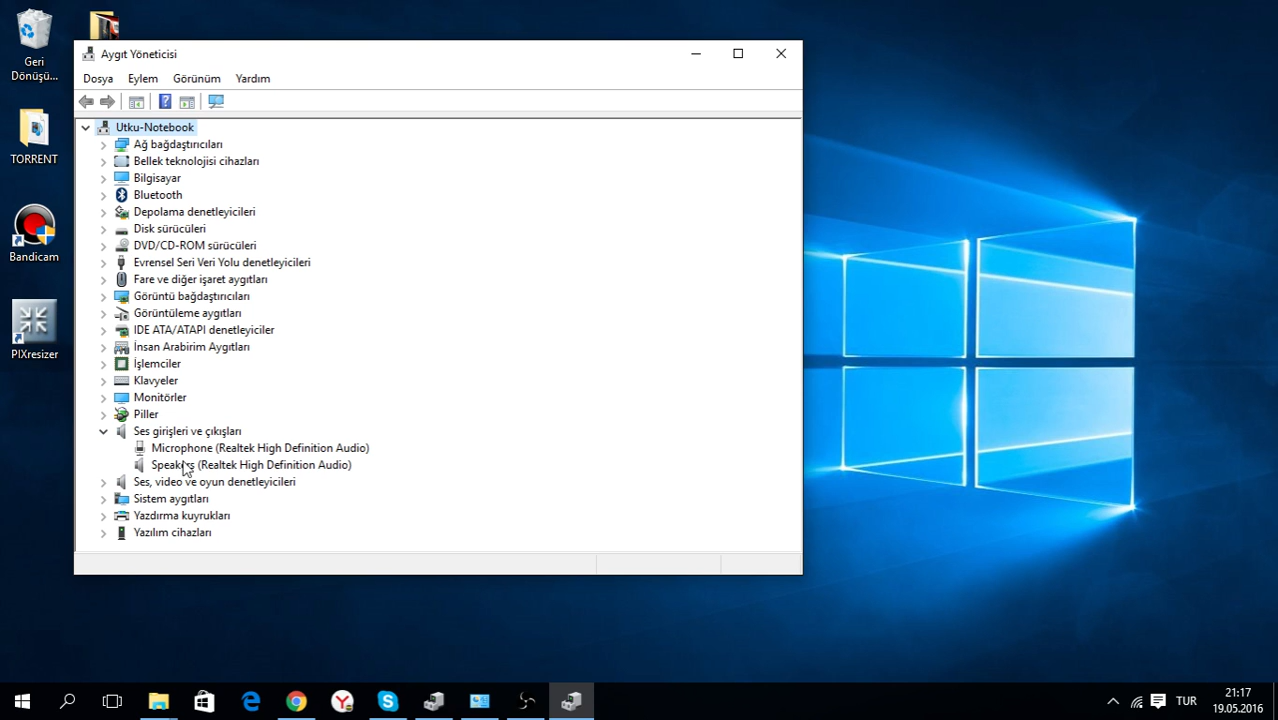 Geri
Dönüşü...
TORRENT
Bandicam
PIXresizer
Aygıt Yöneticisi
Dosya Eylem Görünüm Yardım
Utku-Notebook
Ağ bağdaştırıcıları
Bellek teknolojisi cihazları
Bilgisayar
Bluetooth
Depolama denetleyicileri
Disk sürücüleri
DVD/CD-ROM sürücüleri
Evrensel Seri Veri Yolu denetleyicileri
Fare ve diğer işaret aygıtları
Görüntü bağdaştırıcıları
Görüntüleme aygıtları
IDE ATA/ATAPI denetleyiciler
İnsan Arabirim Aygıtları
İşlemciler
Klavyeler
Monitörler
Piller
Ses girişleri ve çıkışları
Microphone (Realtek High Definition Audio)
Speakers (Realtek High Definition Audio)
Ses, video ve oyun denetleyicileri
Sistem aygıtları
Yazdırma kuyrukları
Yazılım cihazları
TUR
21:17
19.05.2016